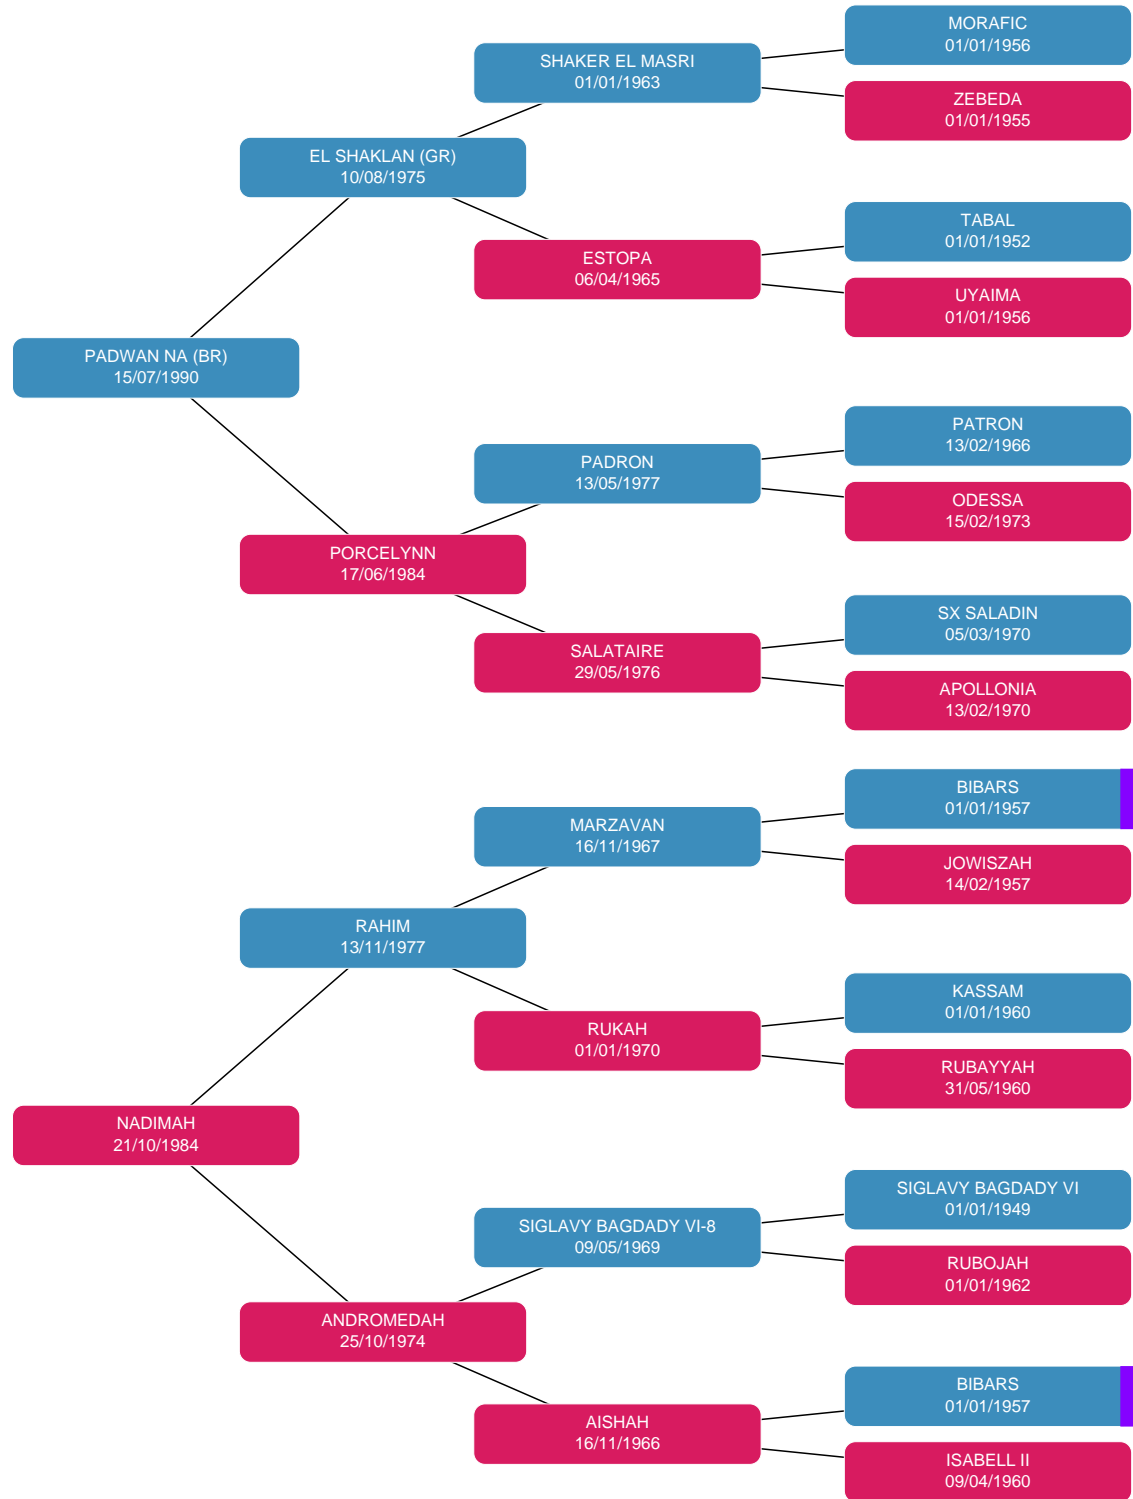 MORAFIC
01/01/1956
SHAKER EL MASRI
01/01/1963
ZEBEDA
01/01/1955
EL SHAKLAN (GR)
10/08/1975
TABAL
01/01/1952
ESTOPA
06/04/1965
UYAIMA
01/01/1956
PADWAN NA (BR)
15/07/1990
PATRON
13/02/1966
PADRON
13/05/1977
ODESSA
15/02/1973
PORCELYNN
17/06/1984
SX SALADIN
05/03/1970
SALATAIRE
29/05/1976
APOLLONIA
13/02/1970
BIBARS
01/01/1957
MARZAVAN
16/11/1967
JOWISZAH
14/02/1957
RAHIM
13/11/1977
KASSAM
01/01/1960
RUKAH
01/01/1970
RUBAYYAH
31/05/1960
NADIMAH
21/10/1984
SIGLAVY BAGDADY VI
01/01/1949
SIGLAVY BAGDADY VI-8
09/05/1969
RUBOJAH
01/01/1962
ANDROMEDAH
25/10/1974
BIBARS
01/01/1957
AISHAH
16/11/1966
ISABELL II
09/04/1960